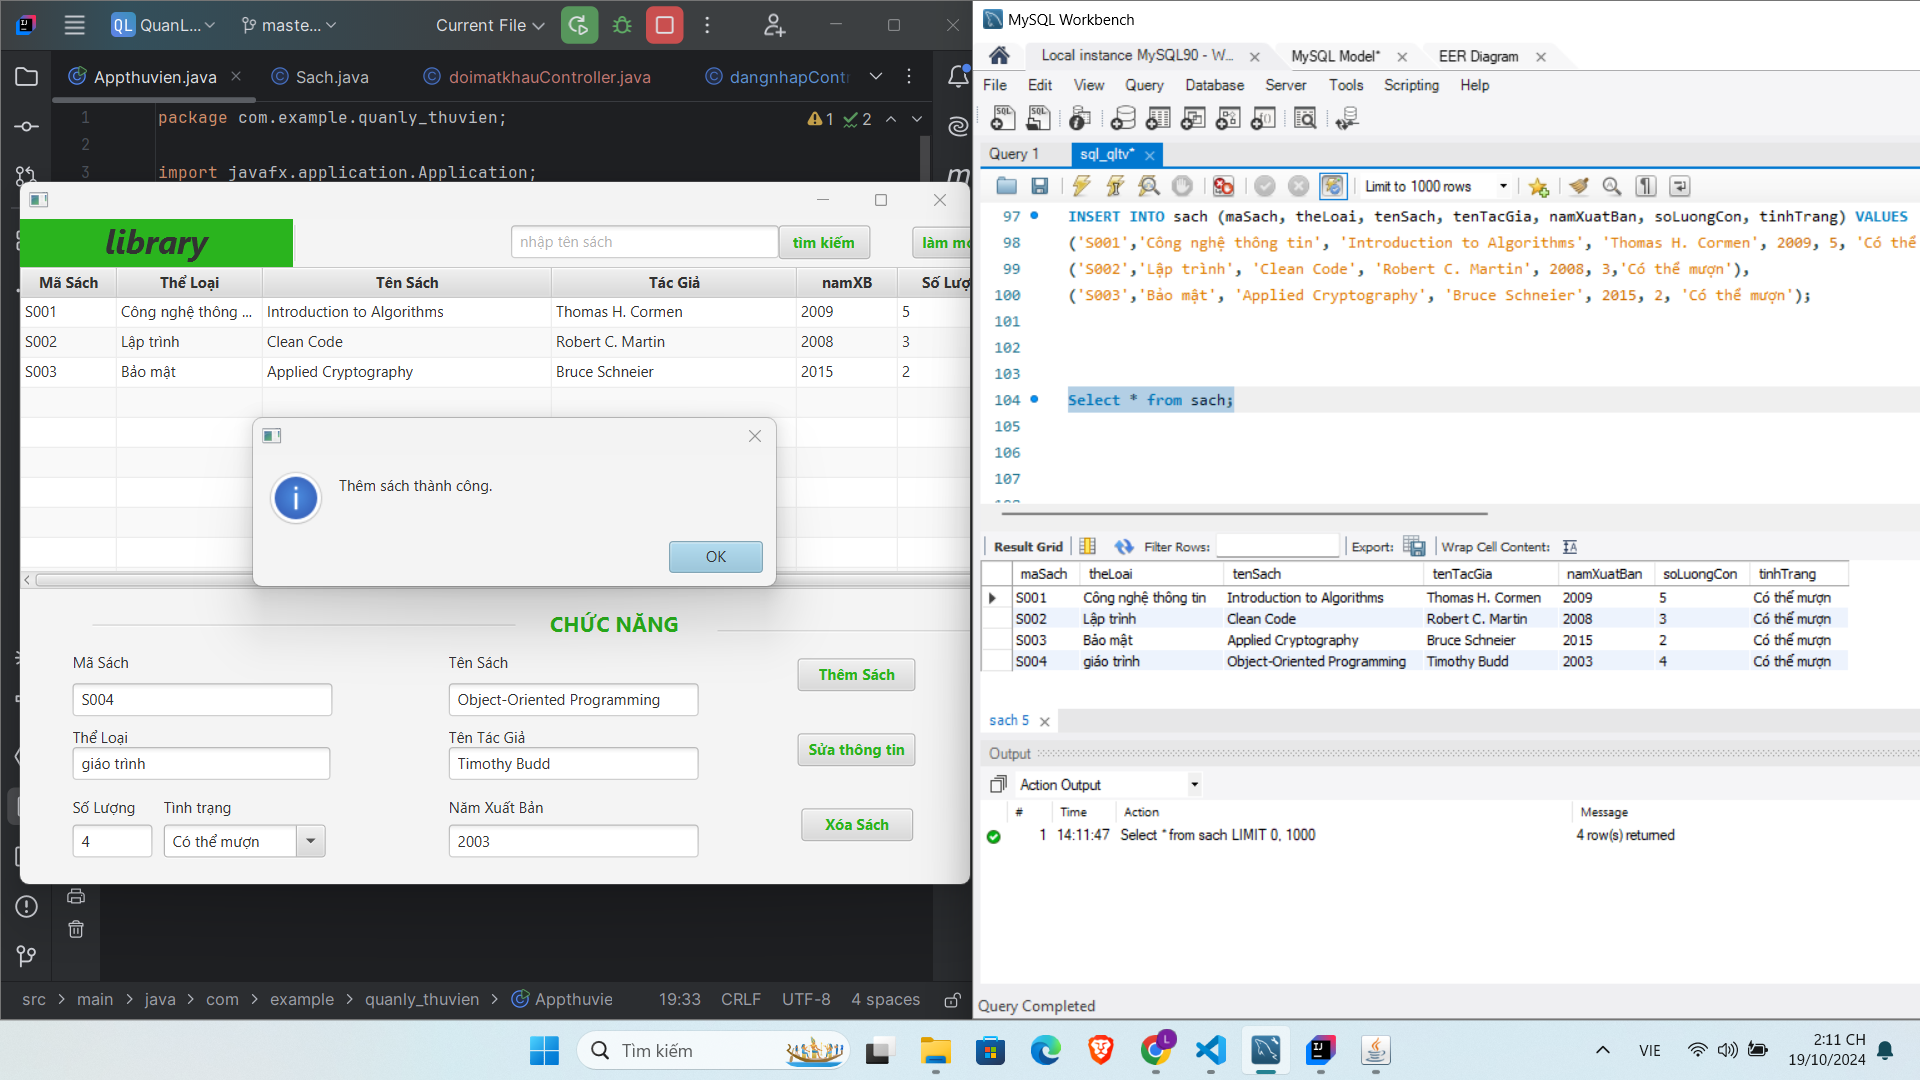 QL QuanL...
maste...
Current File
Appthuvien.java
Sach.java
doimatkhauController.java
dangnhapContr
1 package com.example.quanly_thuvien;
1 2
2
3 import javafx.application.Application;
library
nhập tên sách
tìm kiếm
làm mớ
Mã Sách Thể Loại Tên Sách Tác Giả namXB Số Lượ
S001 Công nghệ thông ... Introduction to Algorithms Thomas H. Cormen 2009 5
S002 Lập trình Clean Code Robert C. Martin 2008 3
S003 Bảo mật Applied Cryptography Bruce Schneier 2015 2
Thêm sách thành công.
OK
CHỨC NĂNG
Mã Sách Tên Sách
S004 Object-Oriented Programming
Thêm Sách
Thể Loại Tên Tác Giả
giáo trình Timothy Budd
Sửa thông tin
Số Lượng Tình trạng Năm Xuất Bản
4 Có thể mượn 2003
Xóa Sách
src > main > java > com > example > quanly_thuvien > Appthuvie
19:33 CRLF UTF-8 4 spaces
MySQL Workbench
Local instance MySQL90 - W...
MySQL Model*
EER Diagram
File Edit View Query Database Server Tools Scripting Help
Query 1
sql_qltv*
Limit to 1000 rows
97 INSERT INTO sach (maSach, theLoai, tenSach, tenTacGia, namXuatBan, soLuongCon, tinhTrang) VALUES
98 ('S001','Công nghệ thông tin', 'Introduction to Algorithms', 'Thomas H. Cormen', 2009, 5, 'Có thể
99 ('S002','Lập trình', 'Clean Code', 'Robert C. Martin', 2008, 3,'Có thể mượn'),
100 ('S003','Bảo mật', 'Applied Cryptography', 'Bruce Schneier', 2015, 2, 'Có thể mượn');
101
102
103
104 Select * from sach;
105
106
107
Result Grid
Filter Rows:
Export:
Wrap Cell Content:
maSach theLoai tenSach tenTacGia namXuatBan soLuongCon tinhTrang
S001 Công nghệ thông tin Introduction to Algorithms Thomas H. Cormen 2009 5 Có thể mượn
S002 Lập trình Clean Code Robert C. Martin 2008 3 Có thể mượn
S003 Bảo mật Applied Cryptography Bruce Schneier 2015 2 Có thể mượn
S004 giáo trình Object-Oriented Programming Timothy Budd 2003 4 Có thể mượn
sach 5
Output
Action Output
# Time Action Message
1 14:11:47 Select * from sach LIMIT 0, 1000 4 row(s) returned
Query Completed
Tìm kiếm
L
VIE
2:11 CH
19/10/2024